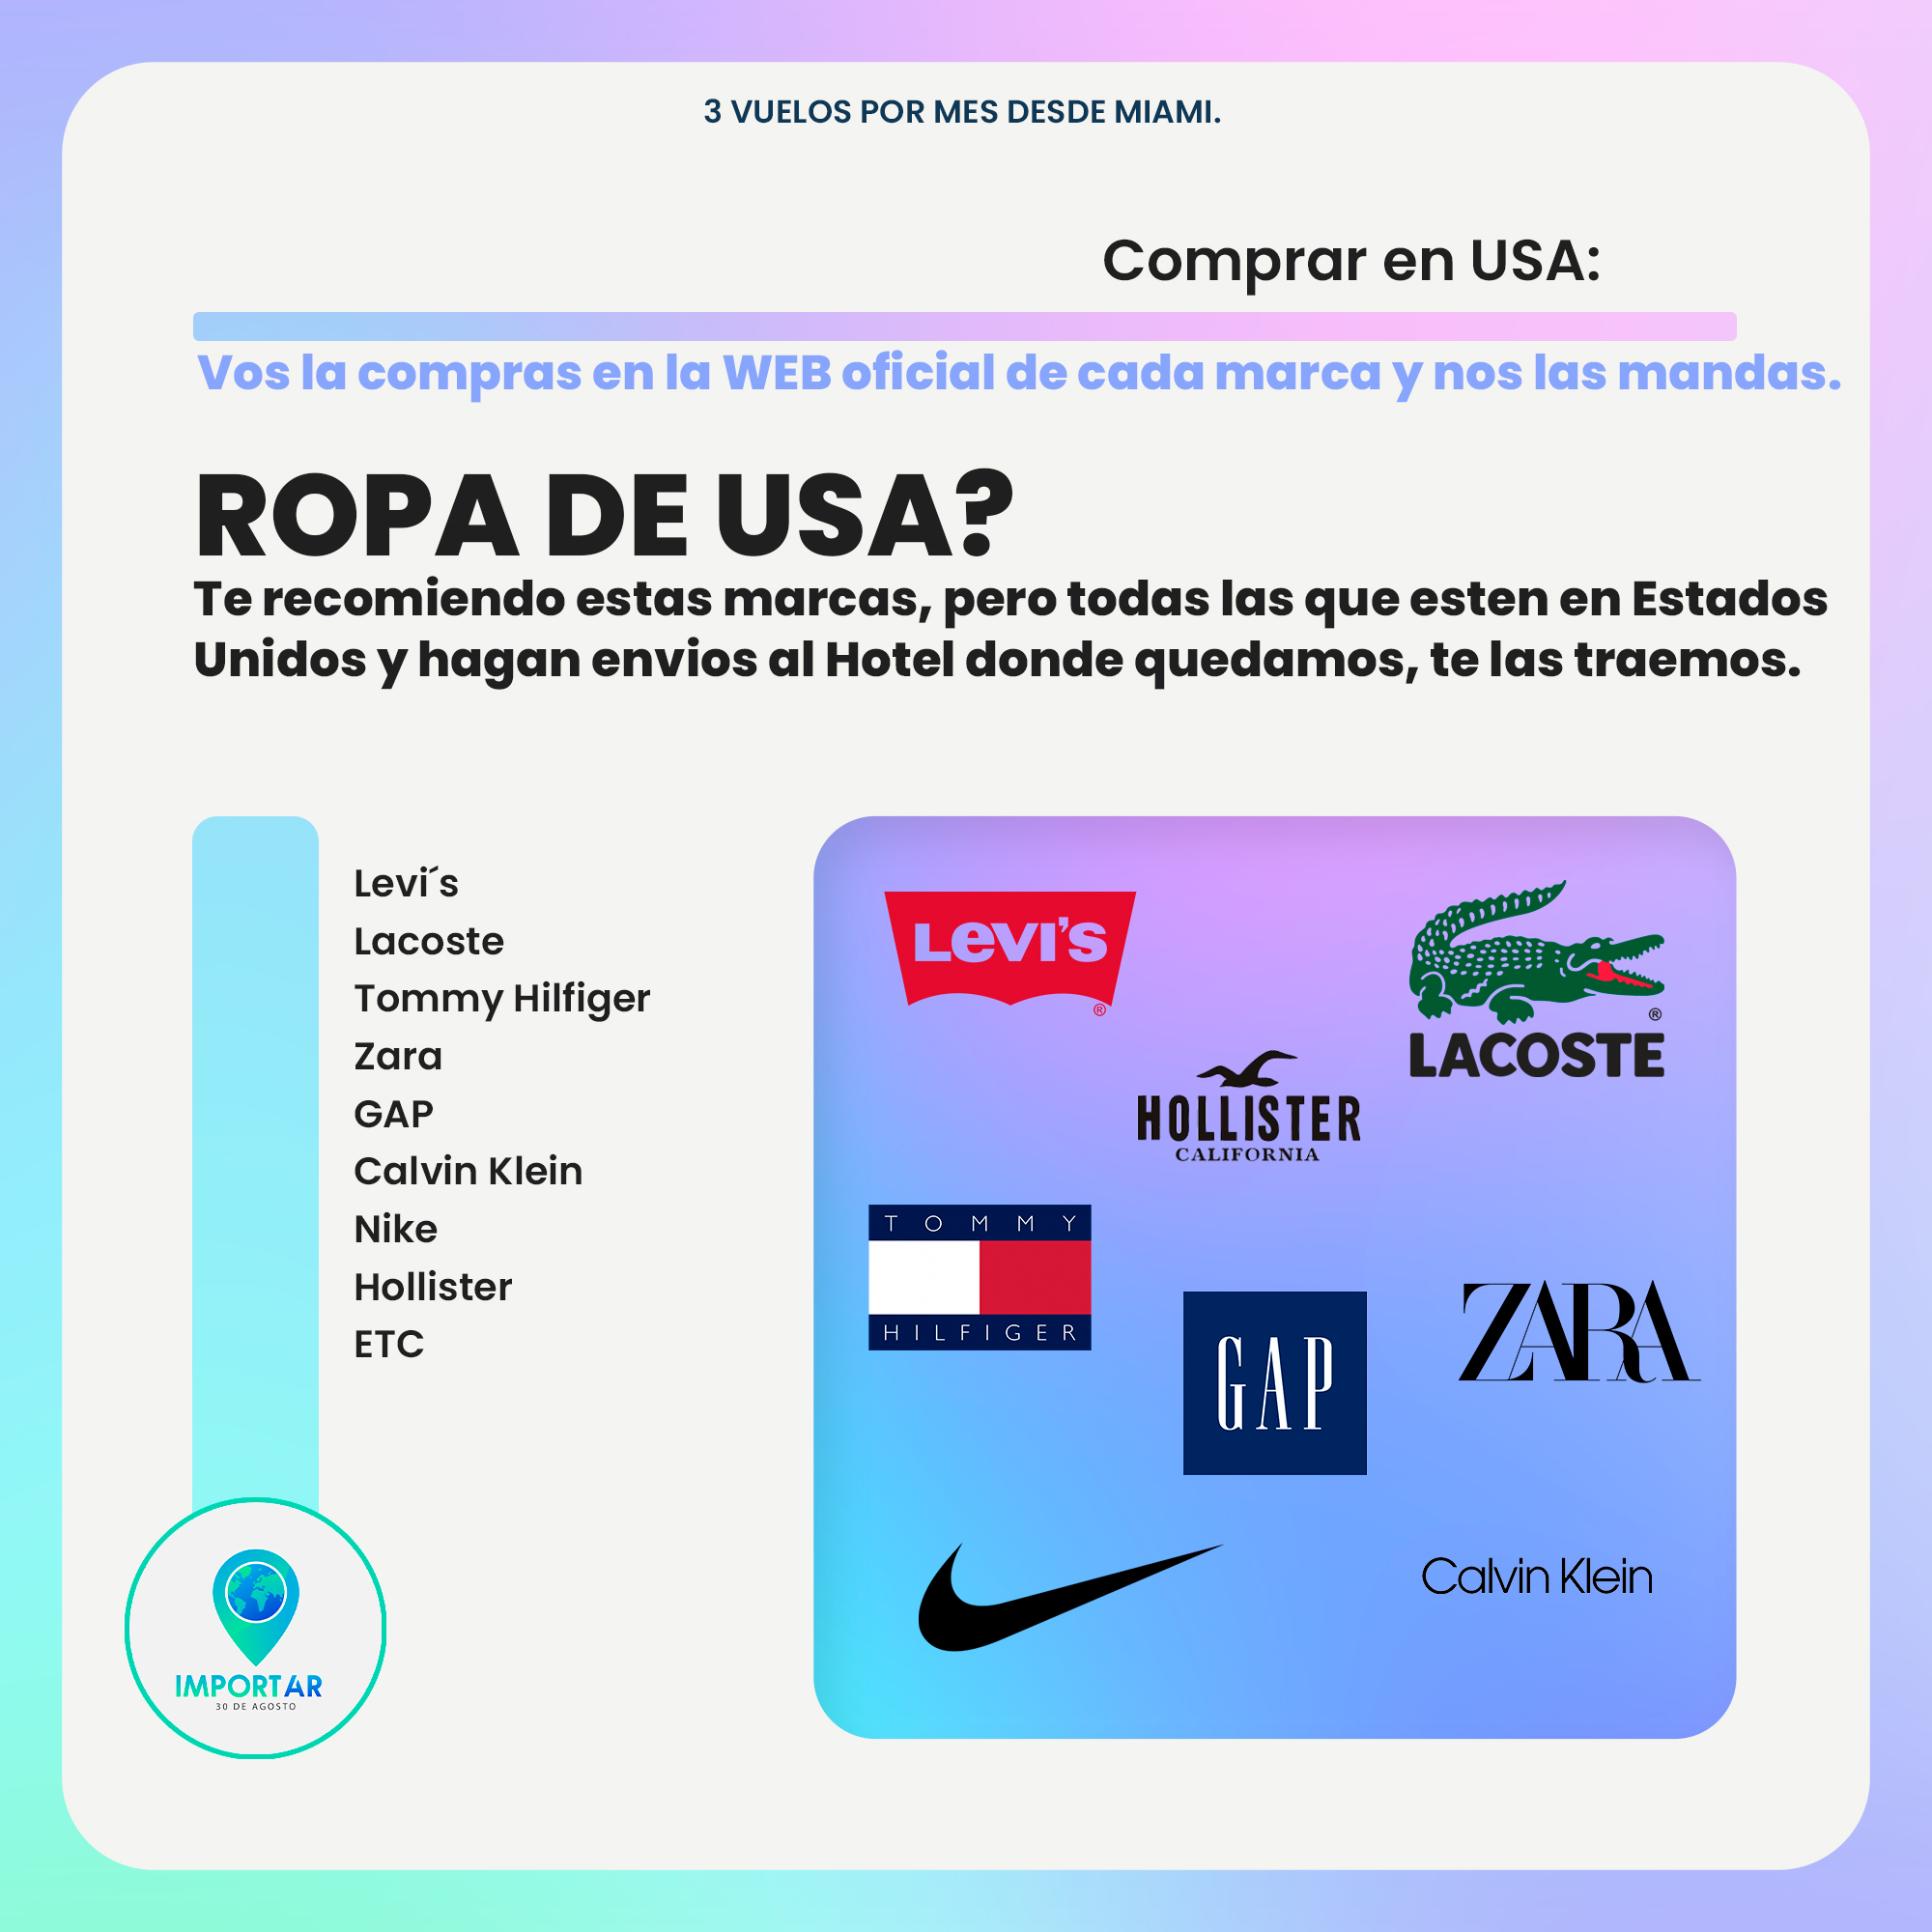 3 VUELOS POR MES DESDE MIAMI.
Comprar en USA:
Vos la compras en la WEB oficial de cada marca y nos las mandas.
ROPA DE USA?
Te recomiendo estas marcas, pero todas las que esten en Estados
Unidos y hagan envios al Hotel donde quedamos, te las traemos.
Levi´s
Lacoste
Tommy Hilfiger
Zara
GAP
Calvin Klein
Nike
Hollister
ETC
IMPORTAR
30 DE AGOSTO
LEVI'S
®
®
LACOSTE
HOLLISTER
CALIFORNIA
TOMMY
HILFIGER
GAP
ZARA
Calvin Klein